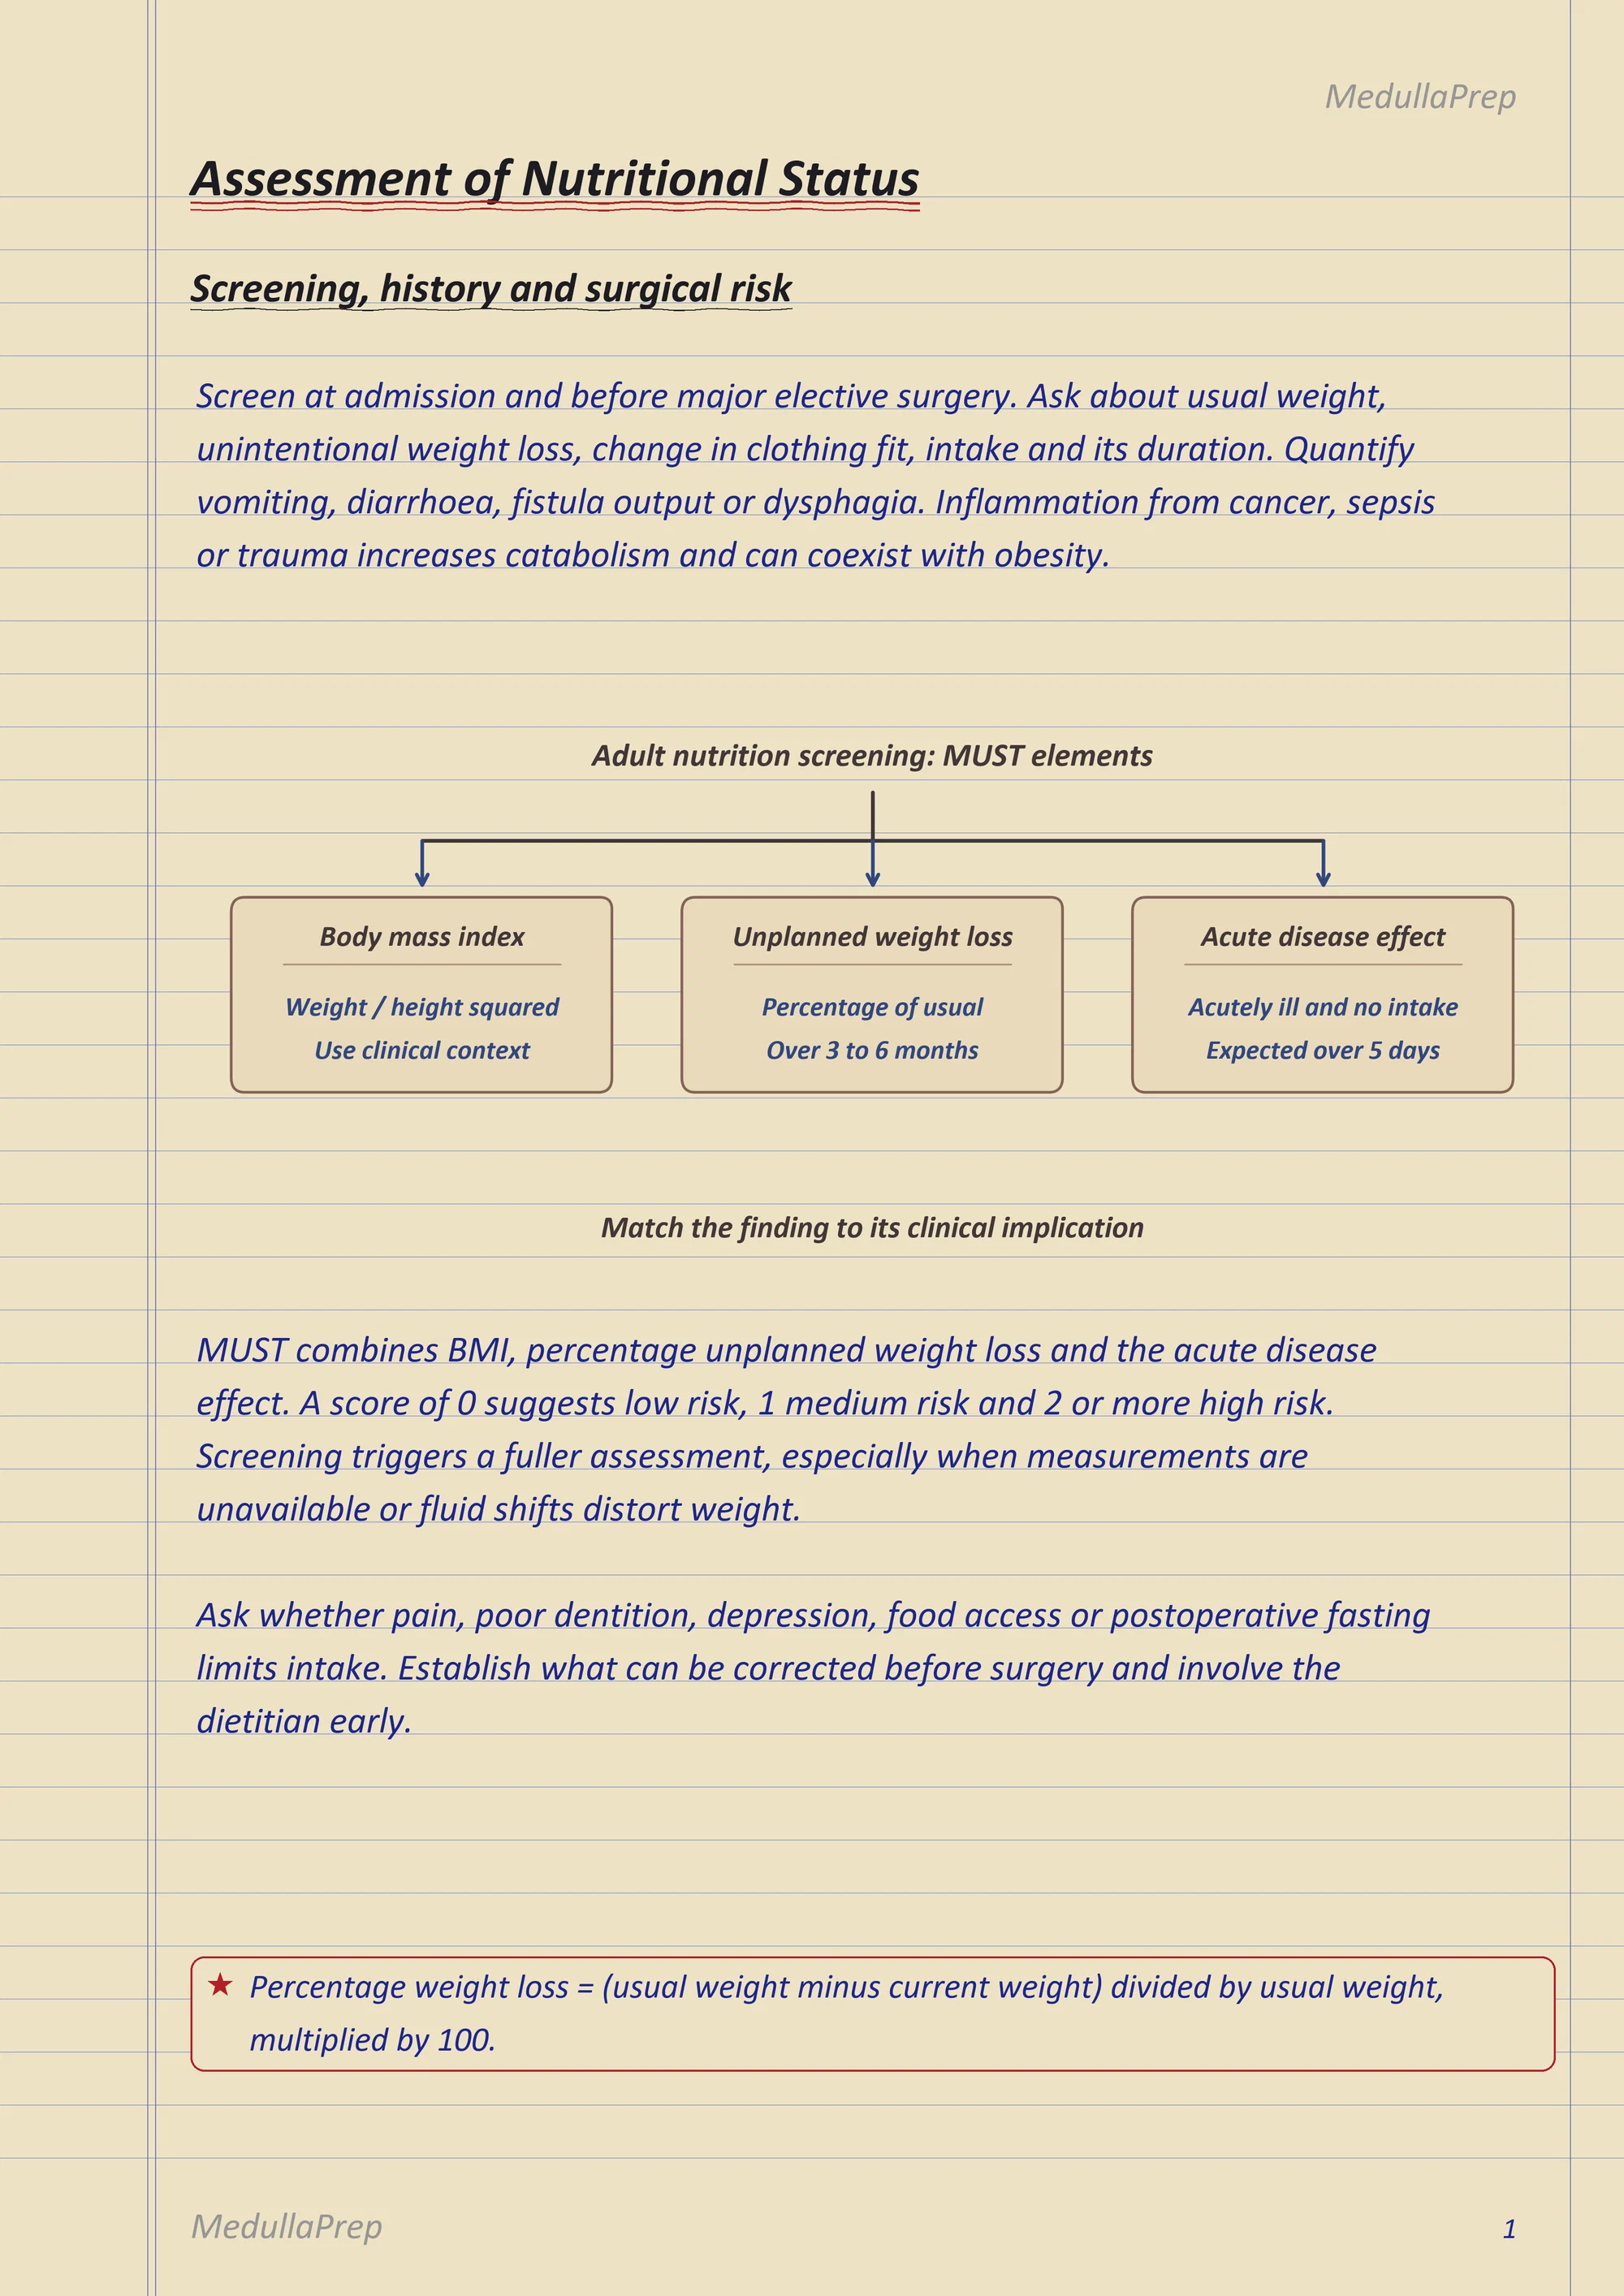 MedullaPrep
Assessment of Nutritional Status
Screening, history and surgical risk
Screen at admission and before major elective surgery. Ask about usual weight,
unintentional weight loss, change in clothing fit, intake and its duration. Quantify
vomiting, diarrhoea, fistula output or dysphagia. Inflammation from cancer, sepsis
or trauma increases catabolism and can coexist with obesity.
Adult nutrition screening: MUST elements
Body mass index
Weight / height squared
Use clinical context
Unplanned weight loss
Percentage of usual
Over 3 to 6 months
Acute disease effect
Acutely ill and no intake
Expected over 5 days
Match the finding to its clinical implication
MUST combines BMI, percentage unplanned weight loss and the acute disease
effect. A score of 0 suggests low risk, 1 medium risk and 2 or more high risk.
Screening triggers a fuller assessment, especially when measurements are
unavailable or fluid shifts distort weight.
Ask whether pain, poor dentition, depression, food access or postoperative fasting
limits intake. Establish what can be corrected before surgery and involve the
dietitian early.
★ Percentage weight loss = (usual weight minus current weight) divided by usual weight,
multiplied by 100.
MedullaPrep
1